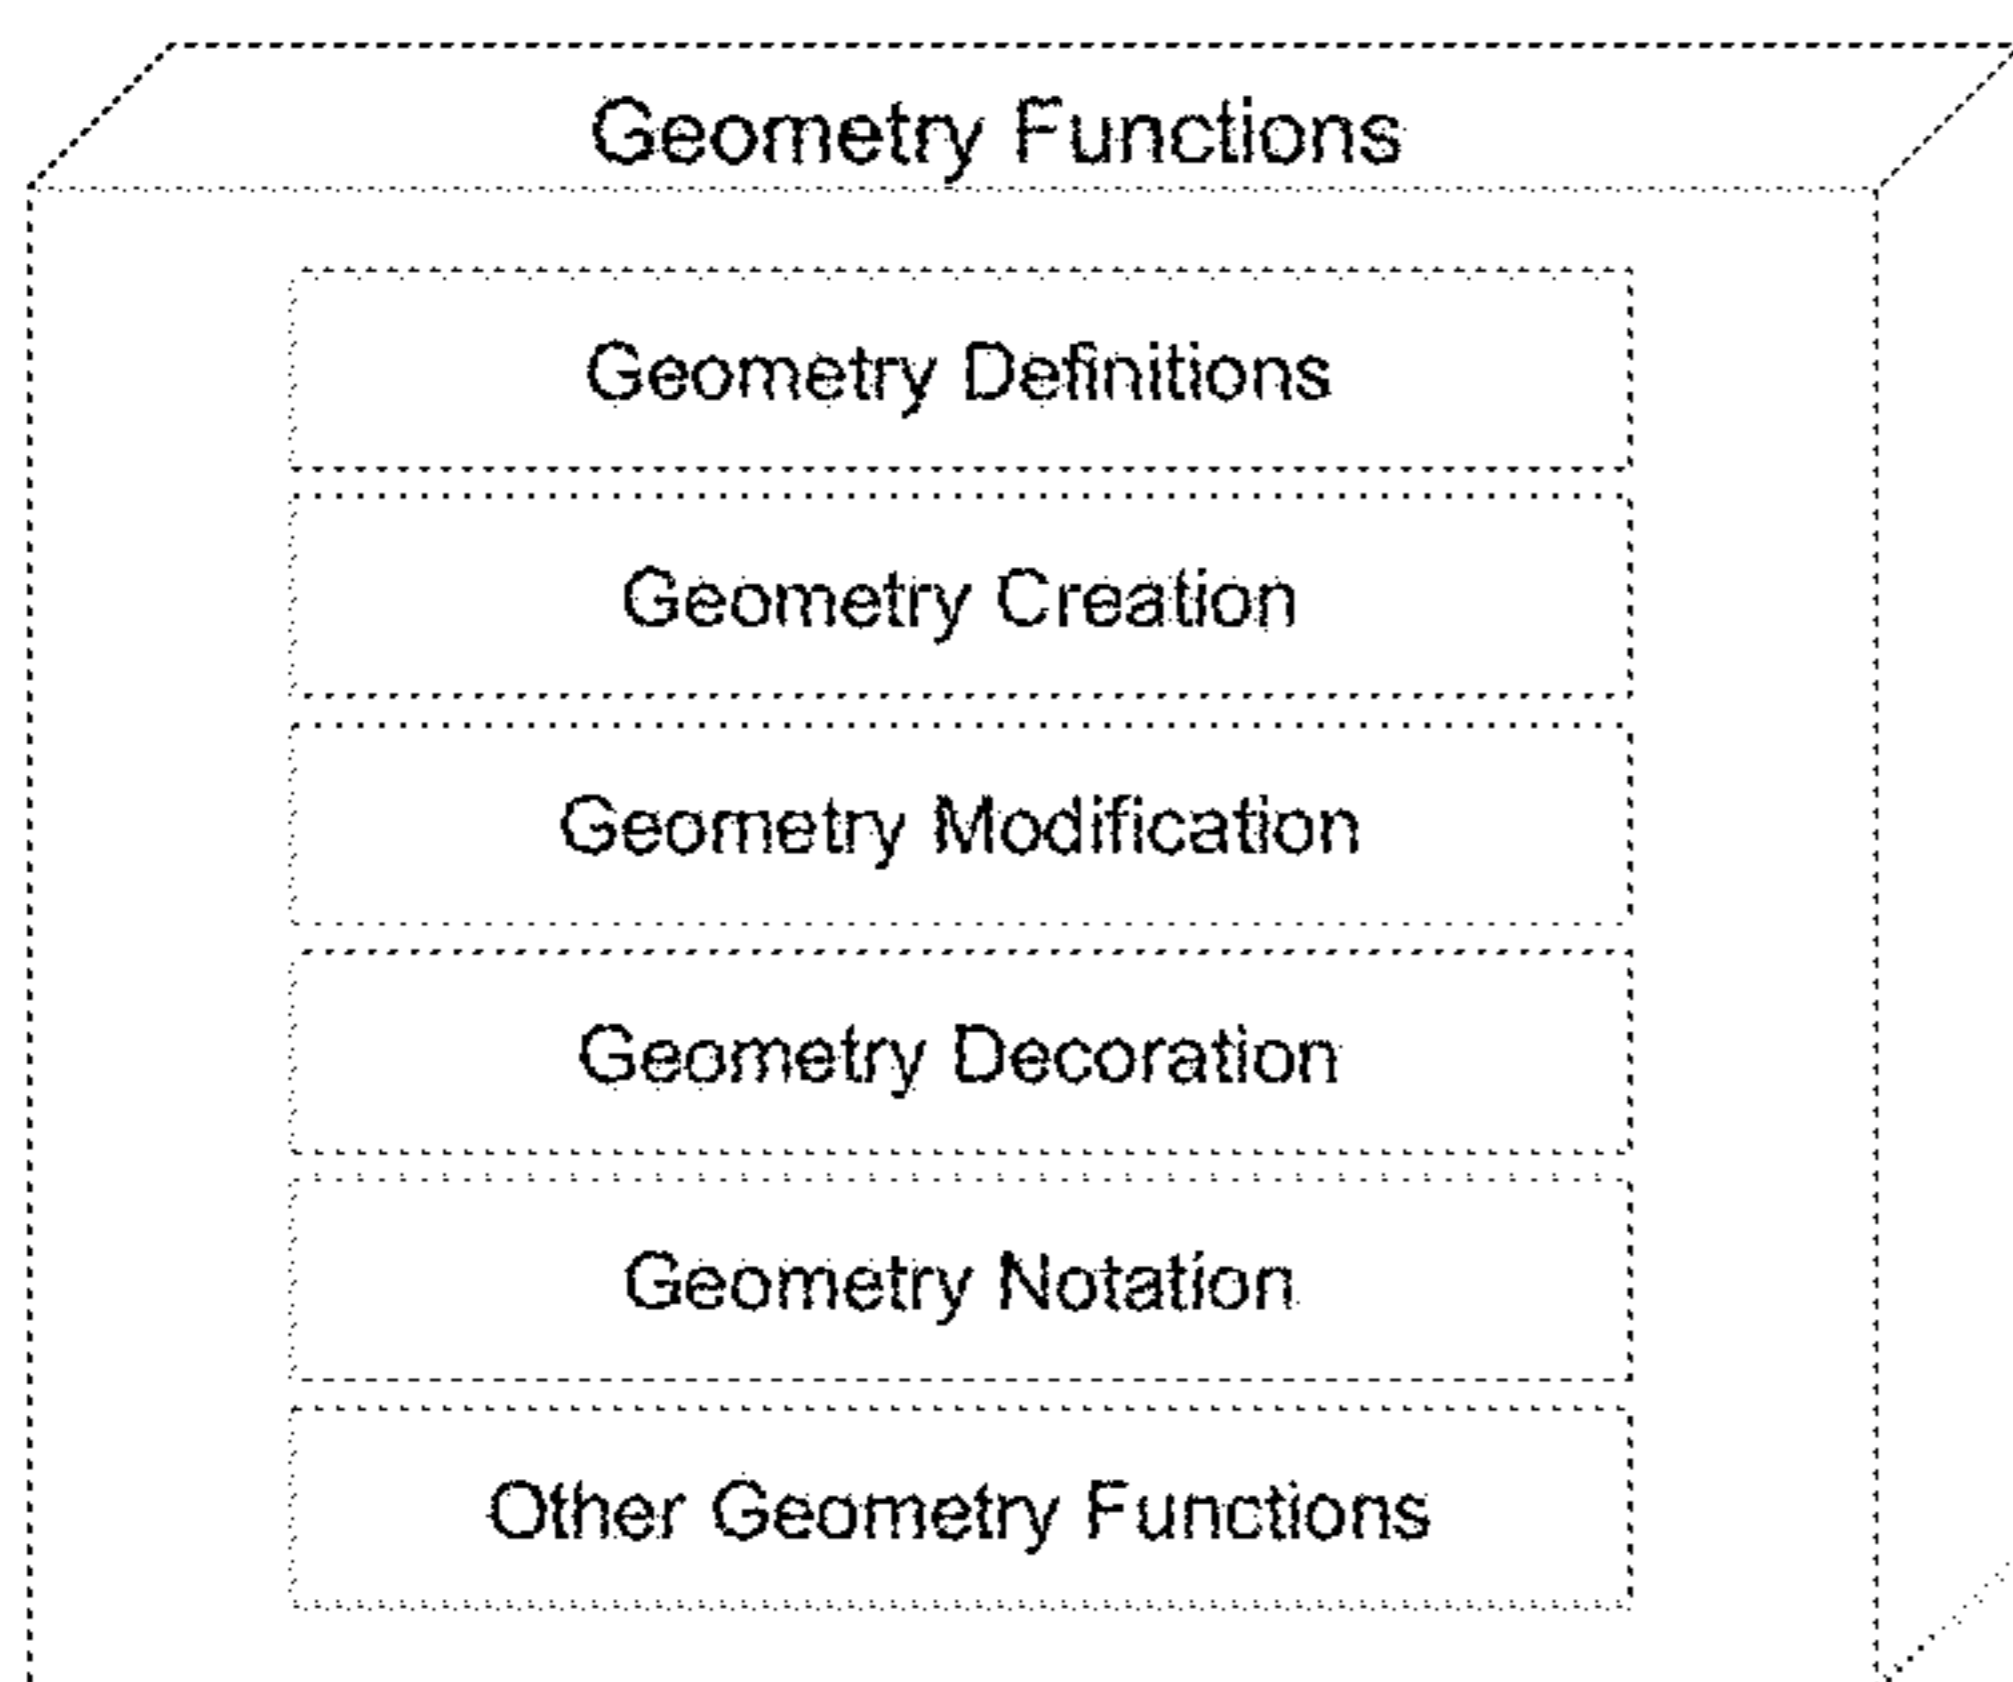 Geometry Functions
Geometry Definitions
Geometry Creation
Geometry Modification
Geometry Decoration
Geometry Notation
Other Geometry Functions